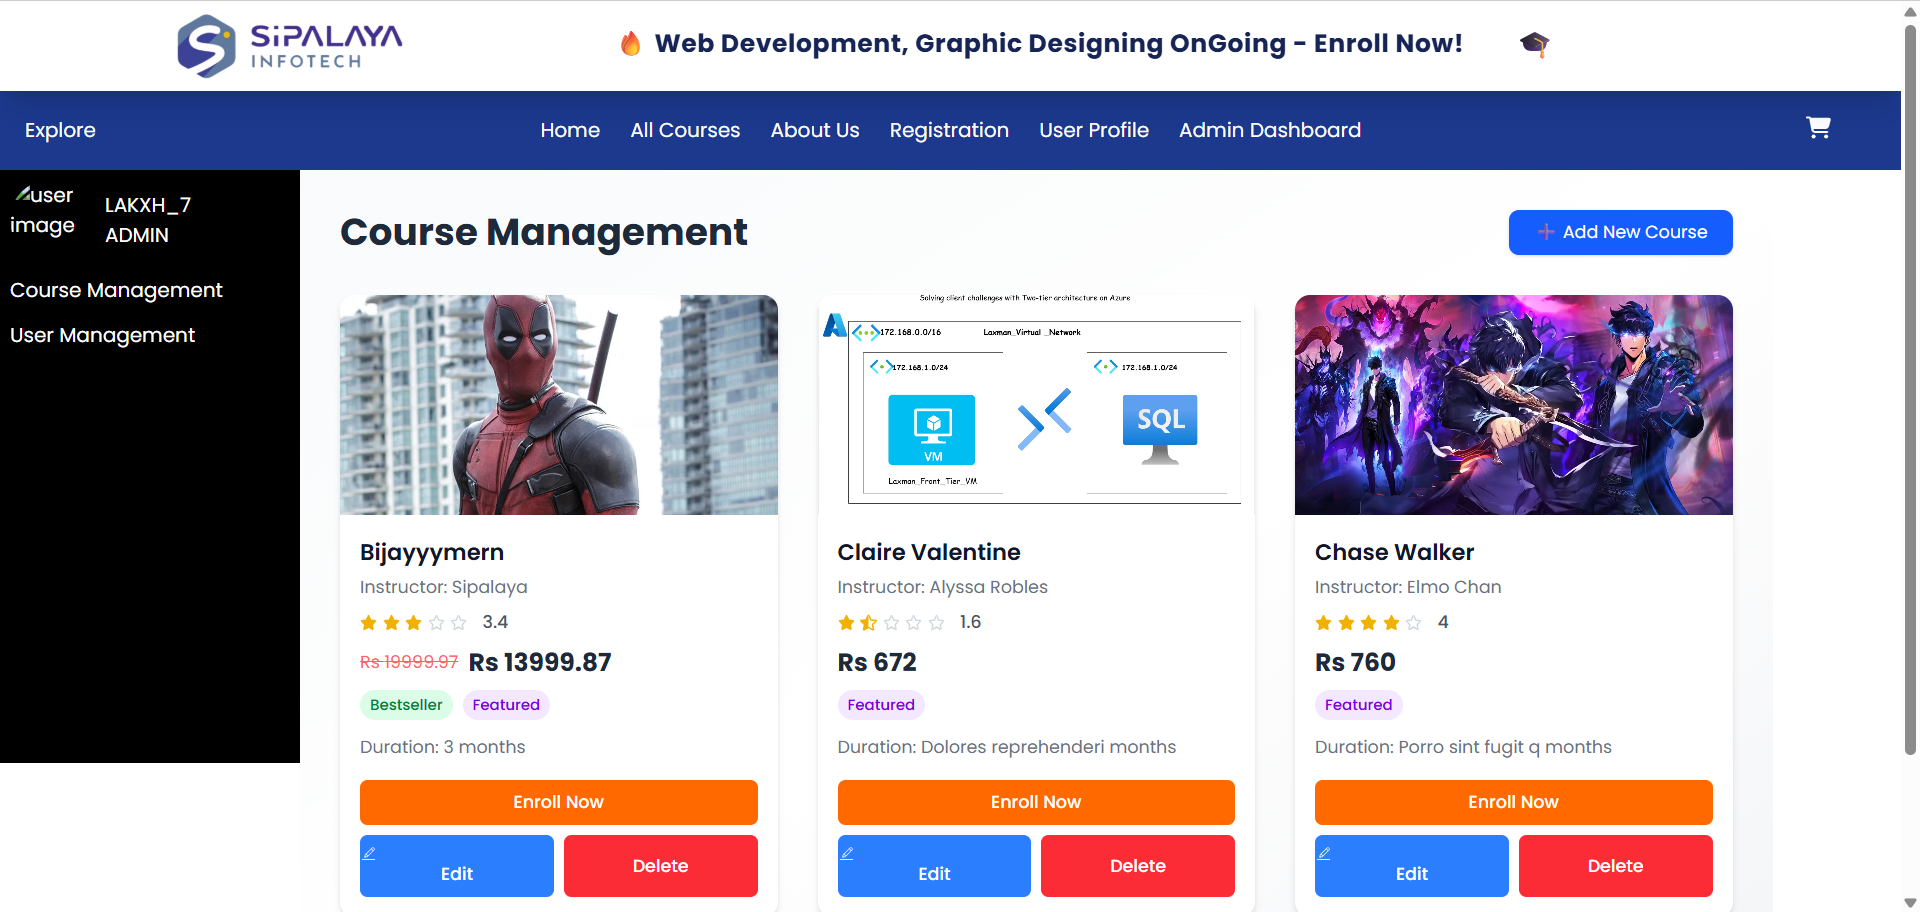 SiPALAYA
INFOTECH
🔥 Web Development, Graphic Designing OnGoing - Enroll Now! 🎓
Explore
Home All Courses About Us Registration User Profile Admin Dashboard
user image
LAKXH_7
ADMIN
Course Management
User Management
Course Management
Add New Course
Bijayyymern
Instructor: Sipalaya
3.4
Rs 19999.97 Rs 13999.87
Bestseller Featured
Duration: 3 months
Enroll Now
Edit Delete
Solving client challenges with Two-tier architecture on Azure
172.168.0.0/16 Laxman_Virtual _Network
172.168.1.0/24 172.168.1.0/24
SQL
VM
Laxman_Front_Tier_VM
Claire Valentine
Instructor: Alyssa Robles
1.6
Rs 672
Featured
Duration: Dolores reprehenderi months
Enroll Now
Edit Delete
Chase Walker
Instructor: Elmo Chan
4
Rs 760
Featured
Duration: Porro sint fugit q months
Enroll Now
Edit Delete